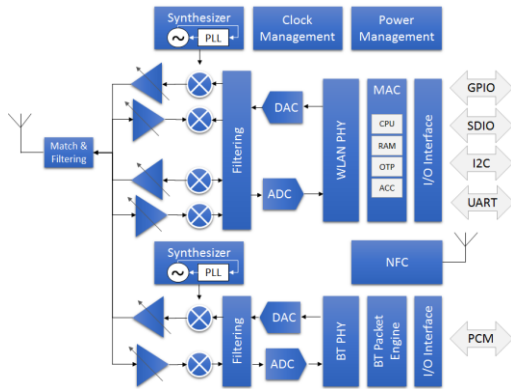 Synthesizer
PLL
Clock
Management
Power
Management
Match &
Filtering
Filtering
DAC
ADC
WLAN PHY
MAC
CPU
RAM
OTP
ACC
I/O Interface
GPIO
SDIO
I2C
UART
NFC
Synthesizer
PLL
Filtering
DAC
ADC
BT PHY
BT Packet
Engine
I/O Interface
PCM